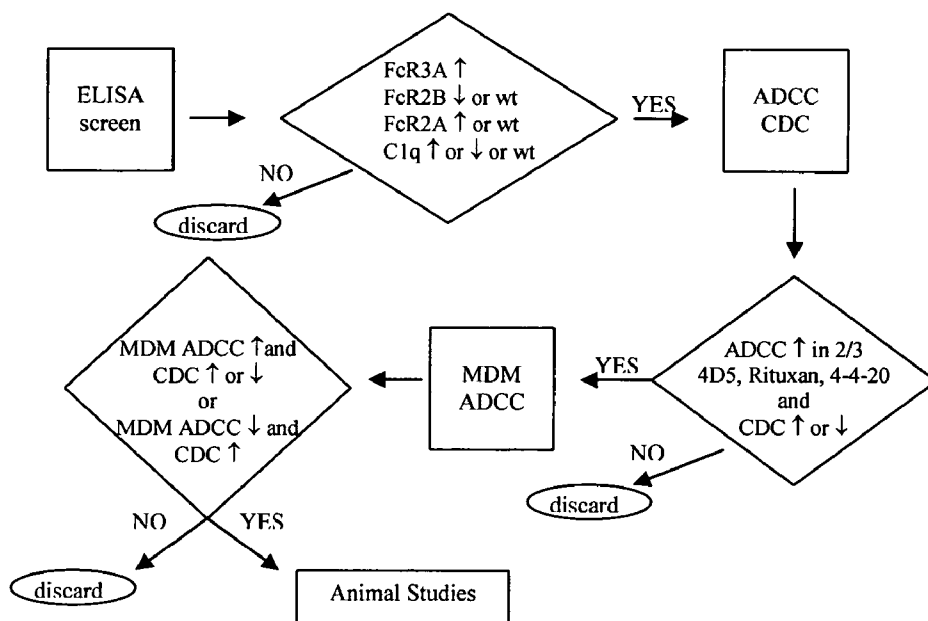 ELISA
screen
FcR3A ↑
FcR2B ↓ or wt
FcR2A ↑ or wt
C1q ↑ or ↓ or wt
YES
ADCC
CDC
NO
discard
ADCC ↑ in 2/3
4D5, Rituxan, 4-4-20
and
CDC ↑ or ↓
YES
NO
discard
MDM
ADCC
MDM ADCC ↑ and
CDC ↑ or ↓
or
MDM ADCC ↓ and
CDC ↑
NO
YES
discard
Animal Studies